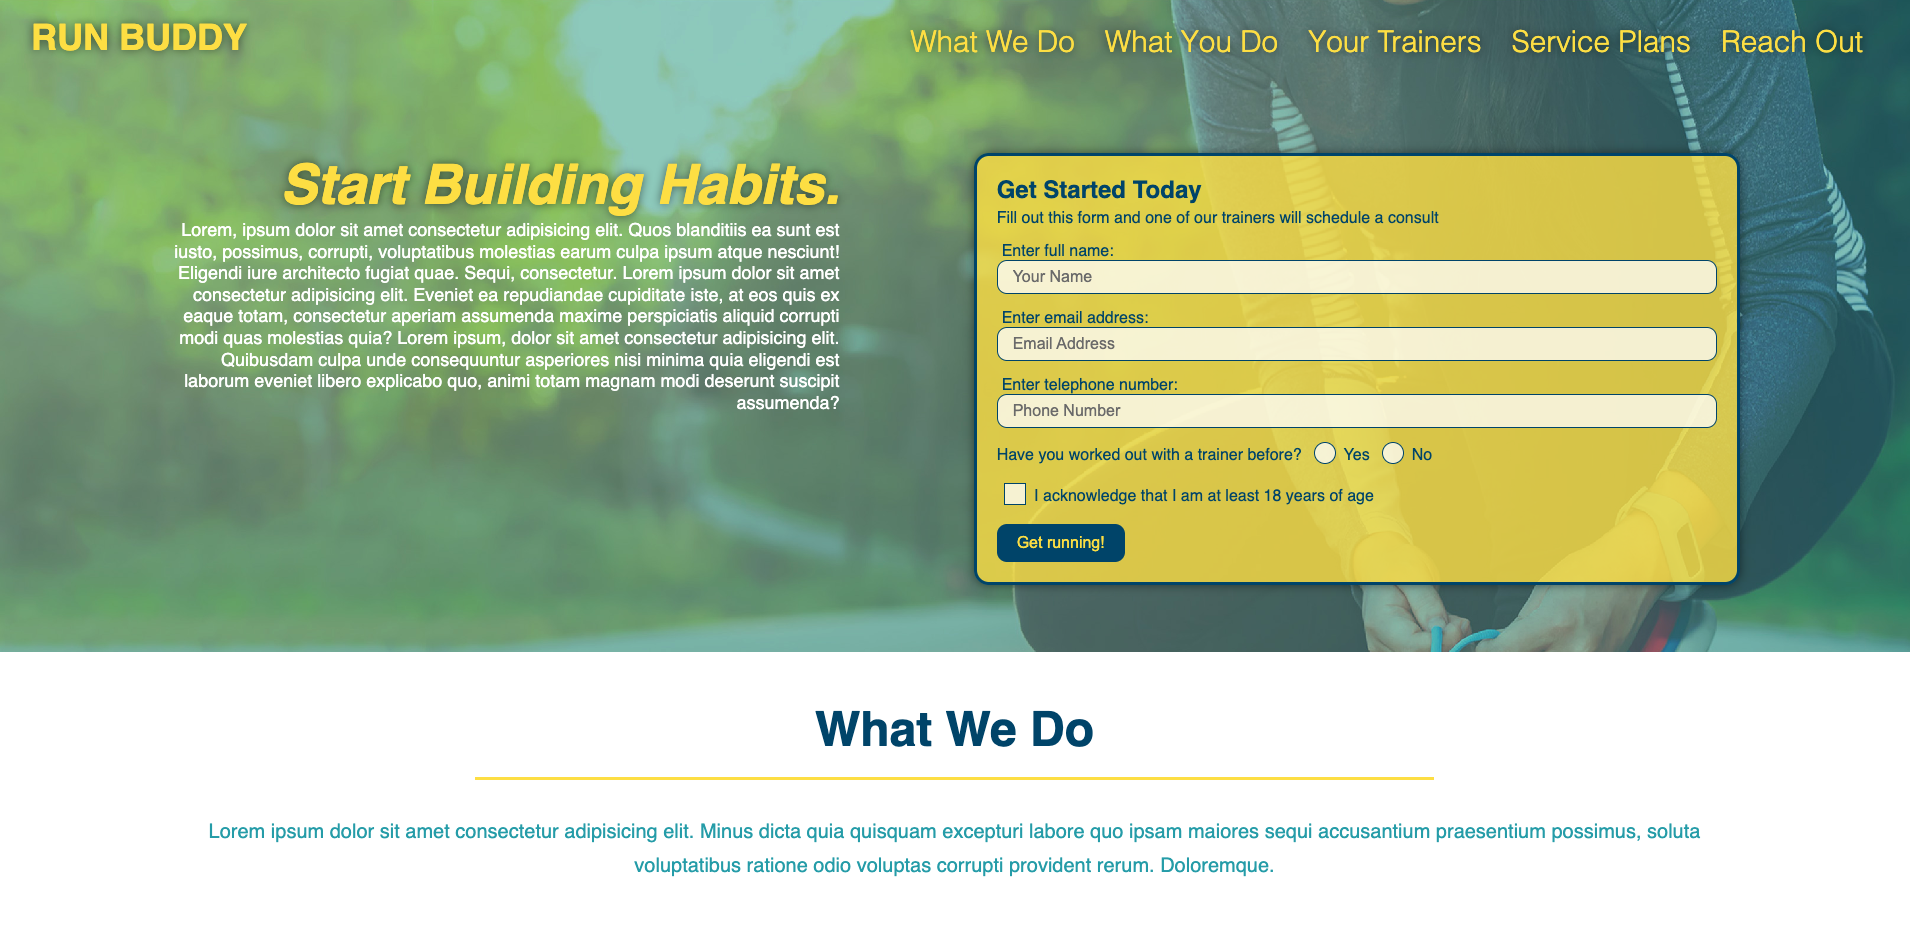 RUN BUDDY
What We Do What You Do Your Trainers Service Plans Reach Out
Start Building Habits.
Lorem, ipsum dolor sit amet consectetur adipisicing elit. Quos blanditiis ea sunt est
iusto, possimus, corrupti, voluptatibus molestias earum culpa ipsum atque nesciunt!
Eligendi iure architecto fugiat quae. Sequi, consectetur. Lorem ipsum dolor sit amet
consectetur adipisicing elit. Eveniet ea repudiandae cupiditate iste, at eos quis ex
eaque totam, consectetur aperiam assumenda maxime perspiciatis aliquid corrupti
modi quas molestias quia? Lorem ipsum, dolor sit amet consectetur adipisicing elit.
Quibusdam culpa unde consequuntur asperiores nisi minima quia eligendi est
laborum eveniet libero explicabo quo, animi totam magnam modi deserunt suscipit
assumenda?
Get Started Today
Fill out this form and one of our trainers will schedule a consult
Enter full name:
Your Name
Enter email address:
Email Address
Enter telephone number:
Phone Number
Have you worked out with a trainer before? Yes No
I acknowledge that I am at least 18 years of age
Get running!
What We Do
Lorem ipsum dolor sit amet consectetur adipisicing elit. Minus dicta quia quisquam excepturi labore quo ipsam maiores sequi accusantium praesentium possimus, soluta
voluptatibus ratione odio voluptas corrupti provident rerum. Doloremque.